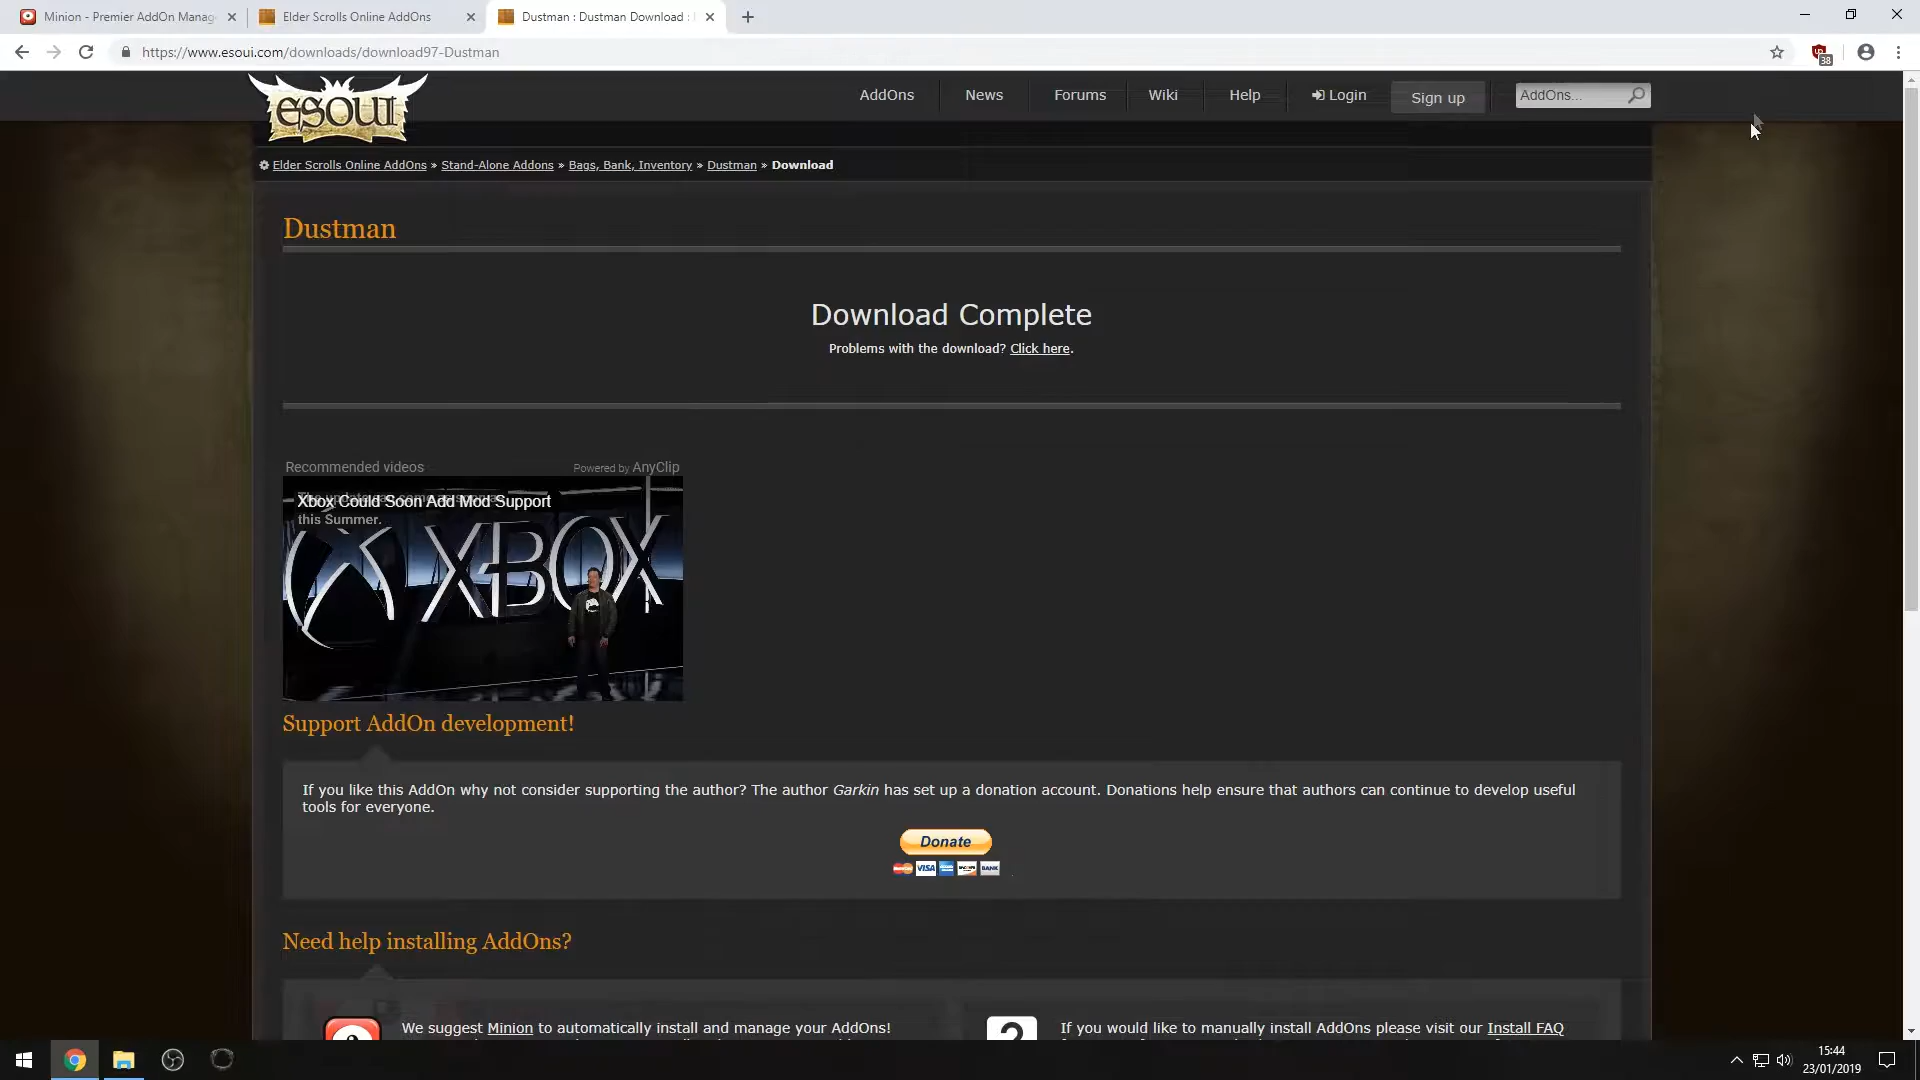 Minion - Premier AddOn Manag
Elder Scrolls Online AddOns
Dustman : Dustman Download :
https://www.esoui.com/downloads/download97-Dustman
38
ESOUI
AddOns
News
Forums
Wiki
Help
Login
Sign up
AddOns...
Elder Scrolls Online AddOns » Stand-Alone Addons » Bags, Bank, Inventory » Dustman » Download
Dustman
Download Complete
Problems with the download? Click here.
Recommended videos
Powered by AnyClip
Xbox Could Soon Add Mod Support
this Summer.
XBOX
Support AddOn development!
If you like this AddOn why not consider supporting the author? The author Garkin has set up a donation account. Donations help ensure that authors can continue to develop useful
tools for everyone.
Donate
VISA
BANK
Need help installing AddOns?
We suggest Minion to automatically install and manage your AddOns!
If you would like to manually install AddOns please visit our Install FAQ
15:44
23/01/2019